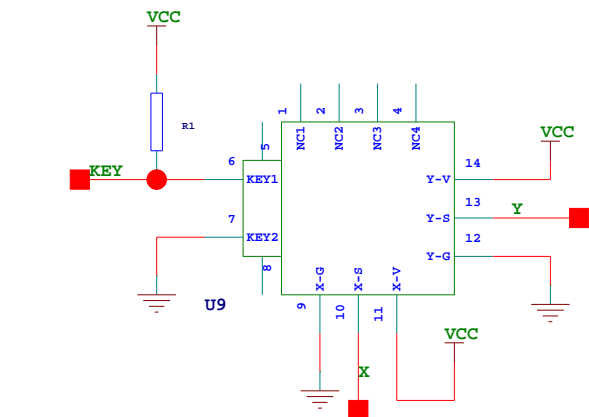 VCC
R1
1
2
3
4
NC1
NC2
NC3
NC4
5
KEY
6
KEY1
7
KEY2
8
VCC
14
Y-V
13
Y-S
Y
12
Y-G
X-G
X-S
X-V
U9
9
10
11
VCC
X